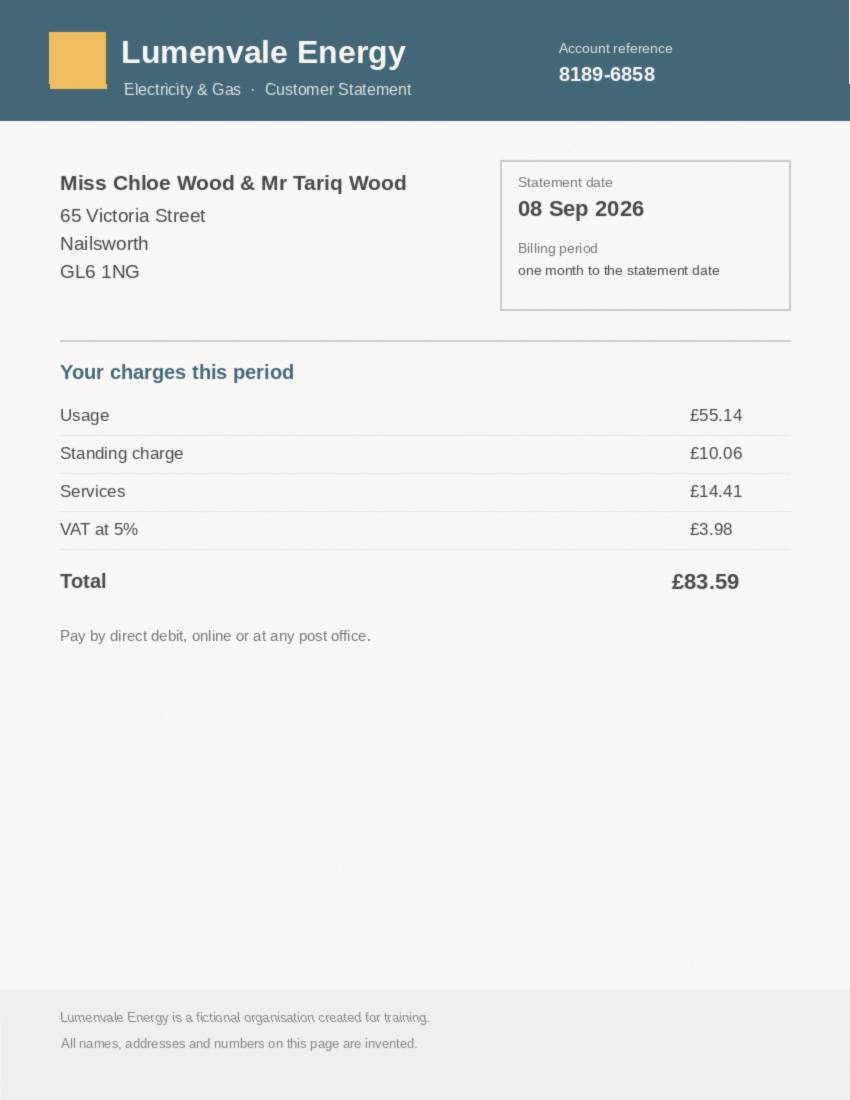 Lumenvale Energy
Electricity & Gas · Customer Statement
Account reference
8189-6858
Miss Chloe Wood & Mr Tariq Wood
65 Victoria Street
Nailsworth
GL6 1NG
Statement date
08 Sep 2026
Billing period
one month to the statement date
Your charges this period
Usage £55.14
Standing charge £10.06
Services £14.41
VAT at 5% £3.98
Total £83.59
Pay by direct debit, online or at any post office.
Lumenvale Energy is a fictional organisation created for training.
All names, addresses and numbers on this page are invented.